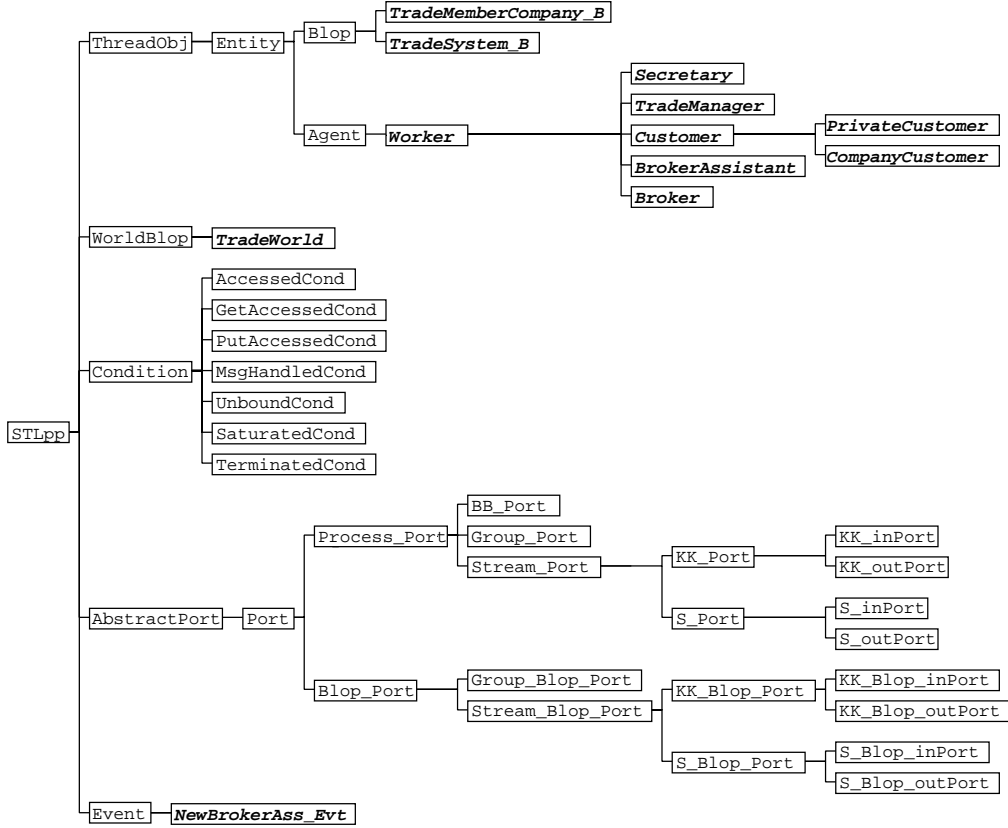 TradeMemberCompany_B
Blop
ThreadObj Entity TradeSystem_B
Secretary
TradeManager
PrivateCustomer
Agent Worker Customer
CompanyCustomer
BrokerAssistant
Broker
WorldBlop TradeWorld
AccessedCond
GetAccessedCond
PutAccessedCond
Condition MsgHandledCond
UnboundCond
STLpp SaturatedCond
TerminatedCond
BB_Port
Process_Port Group_Port KK_inPort
KK_Port
Stream_Port KK_outPort
S_inPort
AbstractPort Port S_Port
S_outPort
Group_Blop_Port KK_Blop_inPort
Blop_Port KK_Blop_Port
Stream_Blop_Port KK_Blop_outPort
S_Blop_inPort
S_Blop_Port
S_Blop_outPort
Event NewBrokerAss_Evt